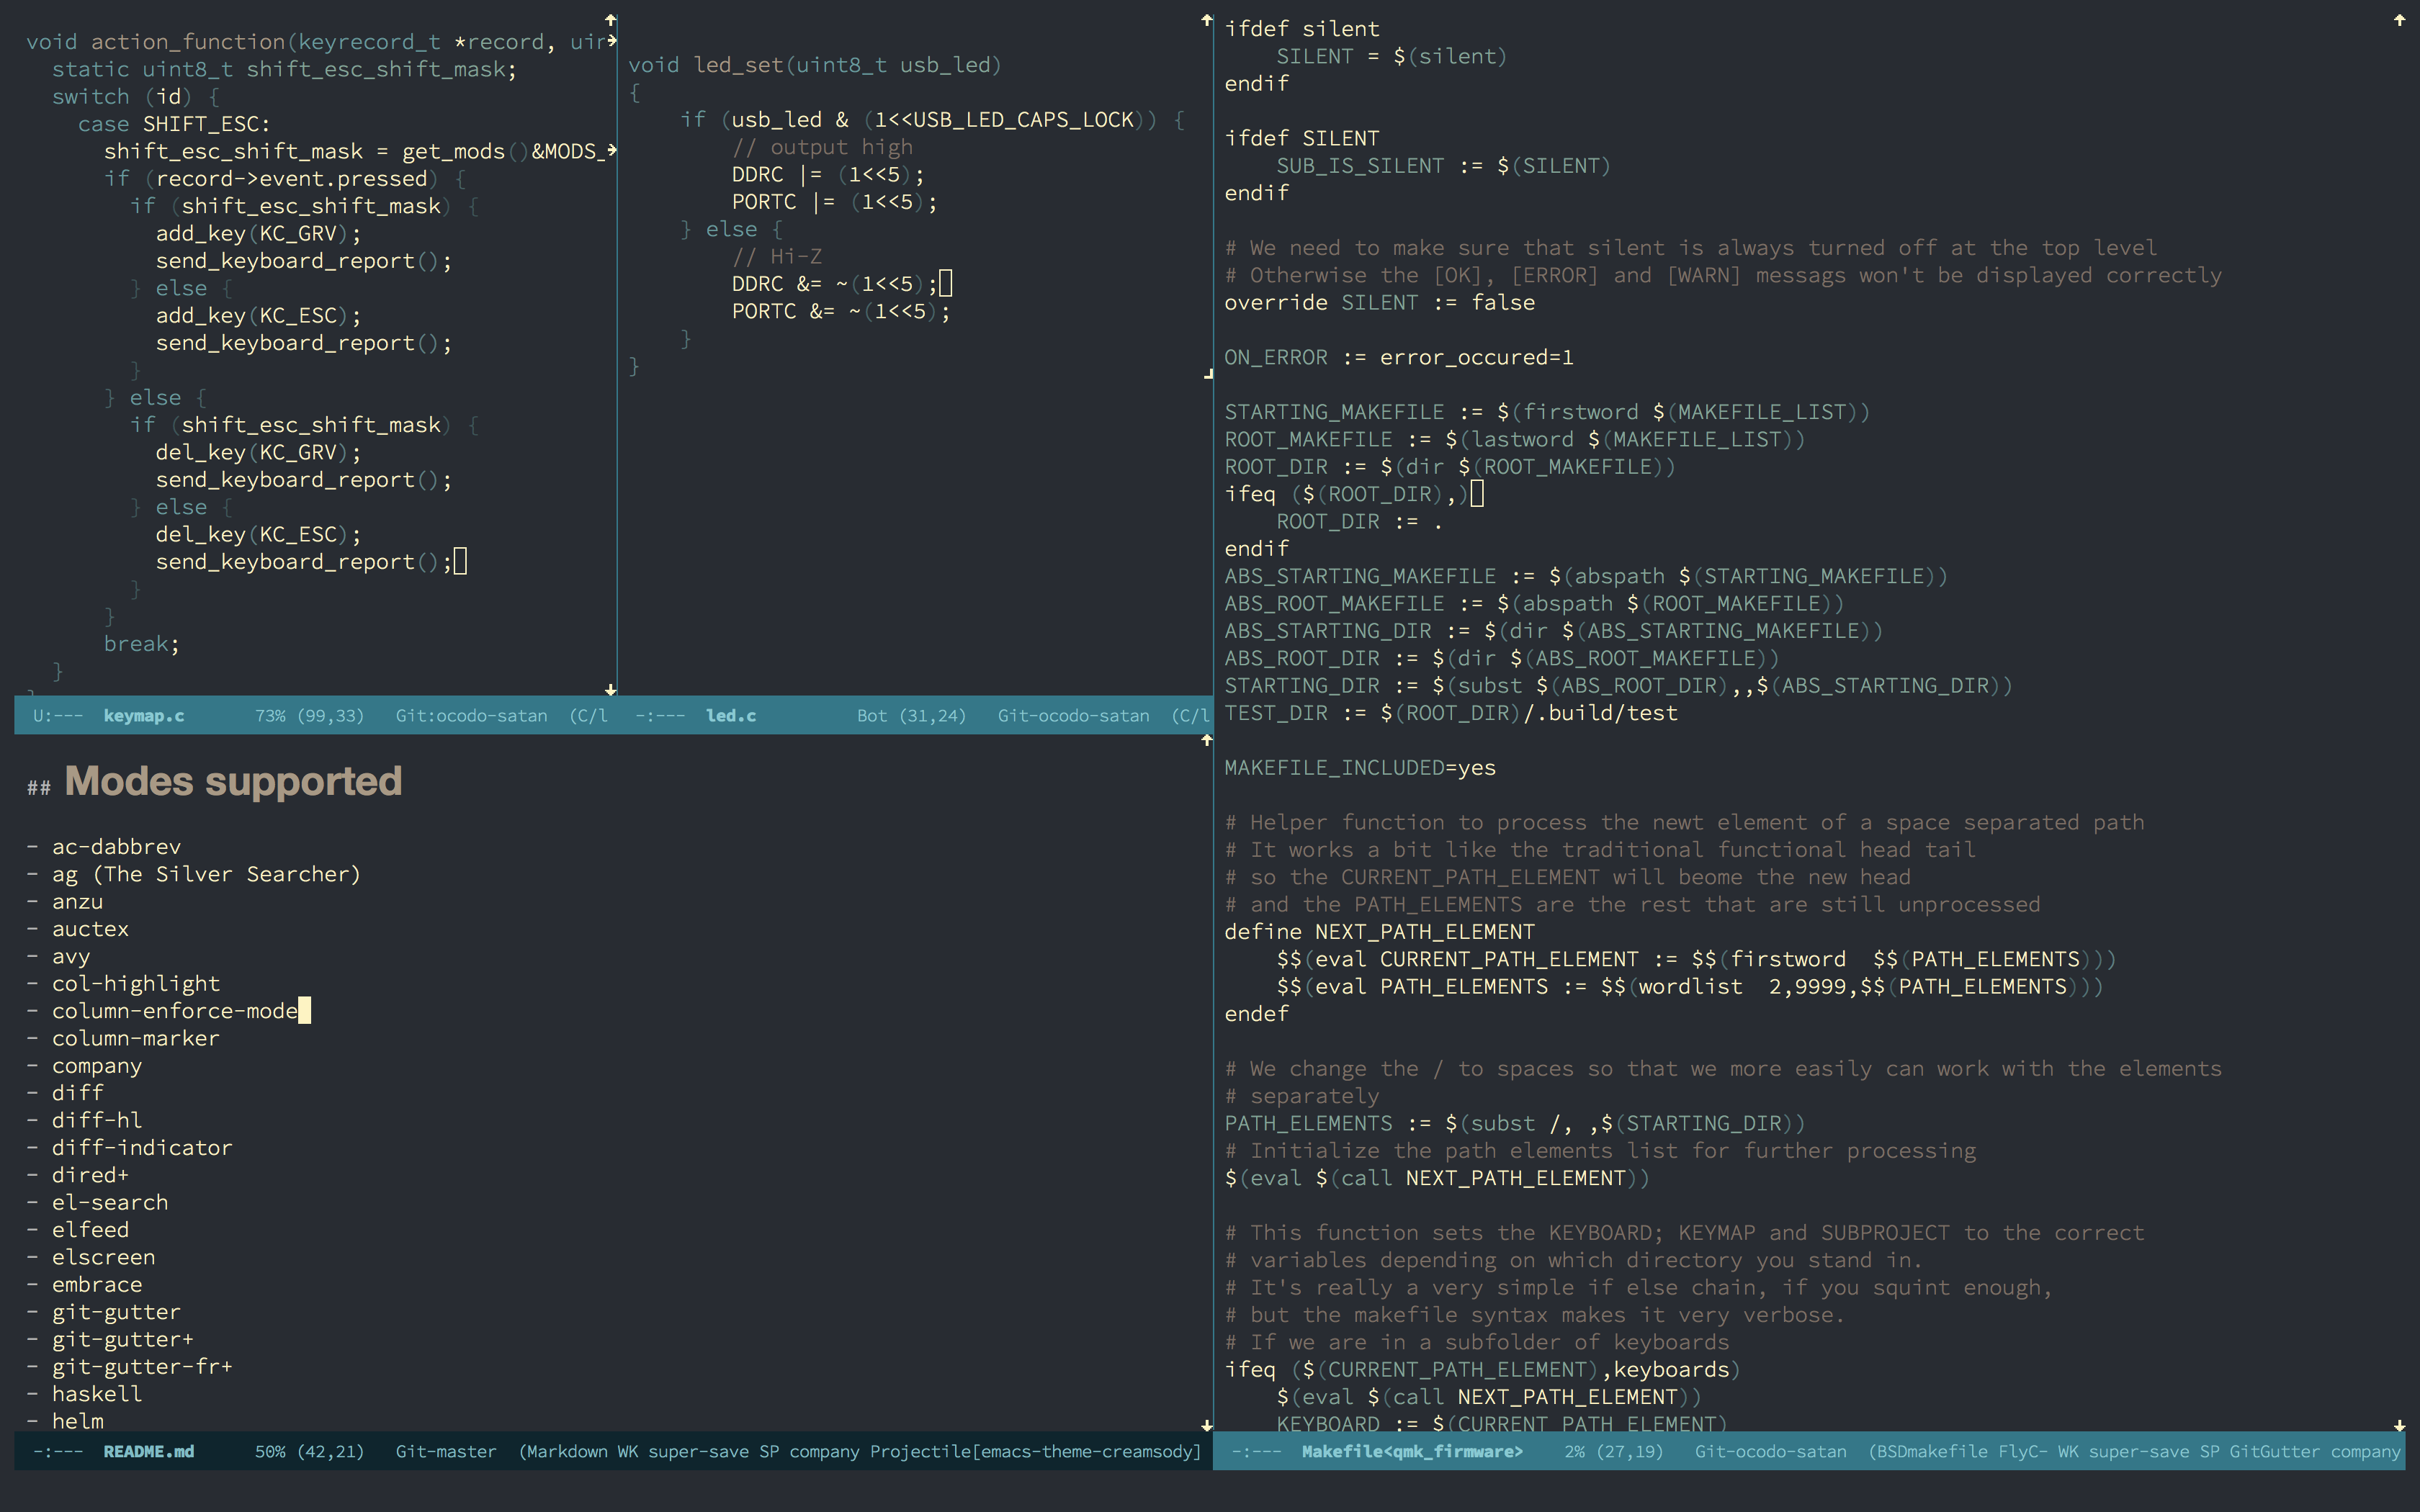 void action_function(keyrecord_t *record, uir
  static uint8_t shift_esc_shift_mask;
  switch (id) {
    case SHIFT_ESC:
      shift_esc_shift_mask = get_mods()&MODS_
      if (record->event.pressed) {
        if (shift_esc_shift_mask) {
          add_key(KC_GRV);
          send_keyboard_report();
        } else {
          add_key(KC_ESC);
          send_keyboard_report();
        }
      } else {
        if (shift_esc_shift_mask) {
          del_key(KC_GRV);
          send_keyboard_report();
        } else {
          del_key(KC_ESC);
          send_keyboard_report();
        }
      }
      break;
  }
U:---  keymap.c      73% (99,33)   Git:ocodo-satan  (C/l
void led_set(uint8_t usb_led)
{
    if (usb_led & (1<<USB_LED_CAPS_LOCK)) {
        // output high
        DDRC |= (1<<5);
        PORTC |= (1<<5);
    } else {
        // Hi-Z
        DDRC &= ~(1<<5);
        PORTC &= ~(1<<5);
    }
}
-:---  led.c        Bot (31,24)   Git-ocodo-satan  (C/l
## Modes supported
- ac-dabbrev
- ag (The Silver Searcher)
- anzu
- auctex
- avy
- col-highlight
- column-enforce-mode
- column-marker
- company
- diff
- diff-hl
- diff-indicator
- dired+
- el-search
- elfeed
- elscreen
- embrace
- git-gutter
- git-gutter+
- git-gutter-fr+
- haskell
- helm
-:---  README.md      50% (42,21)   Git-master  (Markdown WK super-save SP company Projectile[emacs-theme-creamsody]
ifdef silent
    SILENT = $(silent)
endif
ifdef SILENT
    SUB_IS_SILENT := $(SILENT)
endif
# We need to make sure that silent is always turned off at the top level
# Otherwise the [OK], [ERROR] and [WARN] messags won't be displayed correctly
override SILENT := false
ON_ERROR := error_occured=1
STARTING_MAKEFILE := $(firstword $(MAKEFILE_LIST))
ROOT_MAKEFILE := $(lastword $(MAKEFILE_LIST))
ROOT_DIR := $(dir $(ROOT_MAKEFILE))
ifeq ($(ROOT_DIR),)
    ROOT_DIR := .
endif
ABS_STARTING_MAKEFILE := $(abspath $(STARTING_MAKEFILE))
ABS_ROOT_MAKEFILE := $(abspath $(ROOT_MAKEFILE))
ABS_STARTING_DIR := $(dir $(ABS_STARTING_MAKEFILE))
ABS_ROOT_DIR := $(dir $(ABS_ROOT_MAKEFILE))
STARTING_DIR := $(subst $(ABS_ROOT_DIR),,$(ABS_STARTING_DIR))
TEST_DIR := $(ROOT_DIR)/.build/test
MAKEFILE_INCLUDED=yes
# Helper function to process the newt element of a space separated path
# It works a bit like the traditional functional head tail
# so the CURRENT_PATH_ELEMENT will beome the new head
# and the PATH_ELEMENTS are the rest that are still unprocessed
define NEXT_PATH_ELEMENT
    $$(eval CURRENT_PATH_ELEMENT := $$(firstword  $$(PATH_ELEMENTS)))
    $$(eval PATH_ELEMENTS := $$(wordlist  2,9999,$$(PATH_ELEMENTS)))
endef
# We change the / to spaces so that we more easily can work with the elements
# separately
PATH_ELEMENTS := $(subst /, ,$(STARTING_DIR))
# Initialize the path elements list for further processing
$(eval $(call NEXT_PATH_ELEMENT))
# This function sets the KEYBOARD; KEYMAP and SUBPROJECT to the correct
# variables depending on which directory you stand in.
# It's really a very simple if else chain, if you squint enough,
# but the makefile syntax makes it very verbose.
# If we are in a subfolder of keyboards
ifeq ($(CURRENT_PATH_ELEMENT),keyboards)
    $(eval $(call NEXT_PATH_ELEMENT))
    KEYBOARD := $(CURRENT_PATH_ELEMENT)
-:---  Makefile<qmk_firmware>   2% (27,19)   Git-ocodo-satan  (BSDmakefile FlyC- WK super-save SP GitGutter company